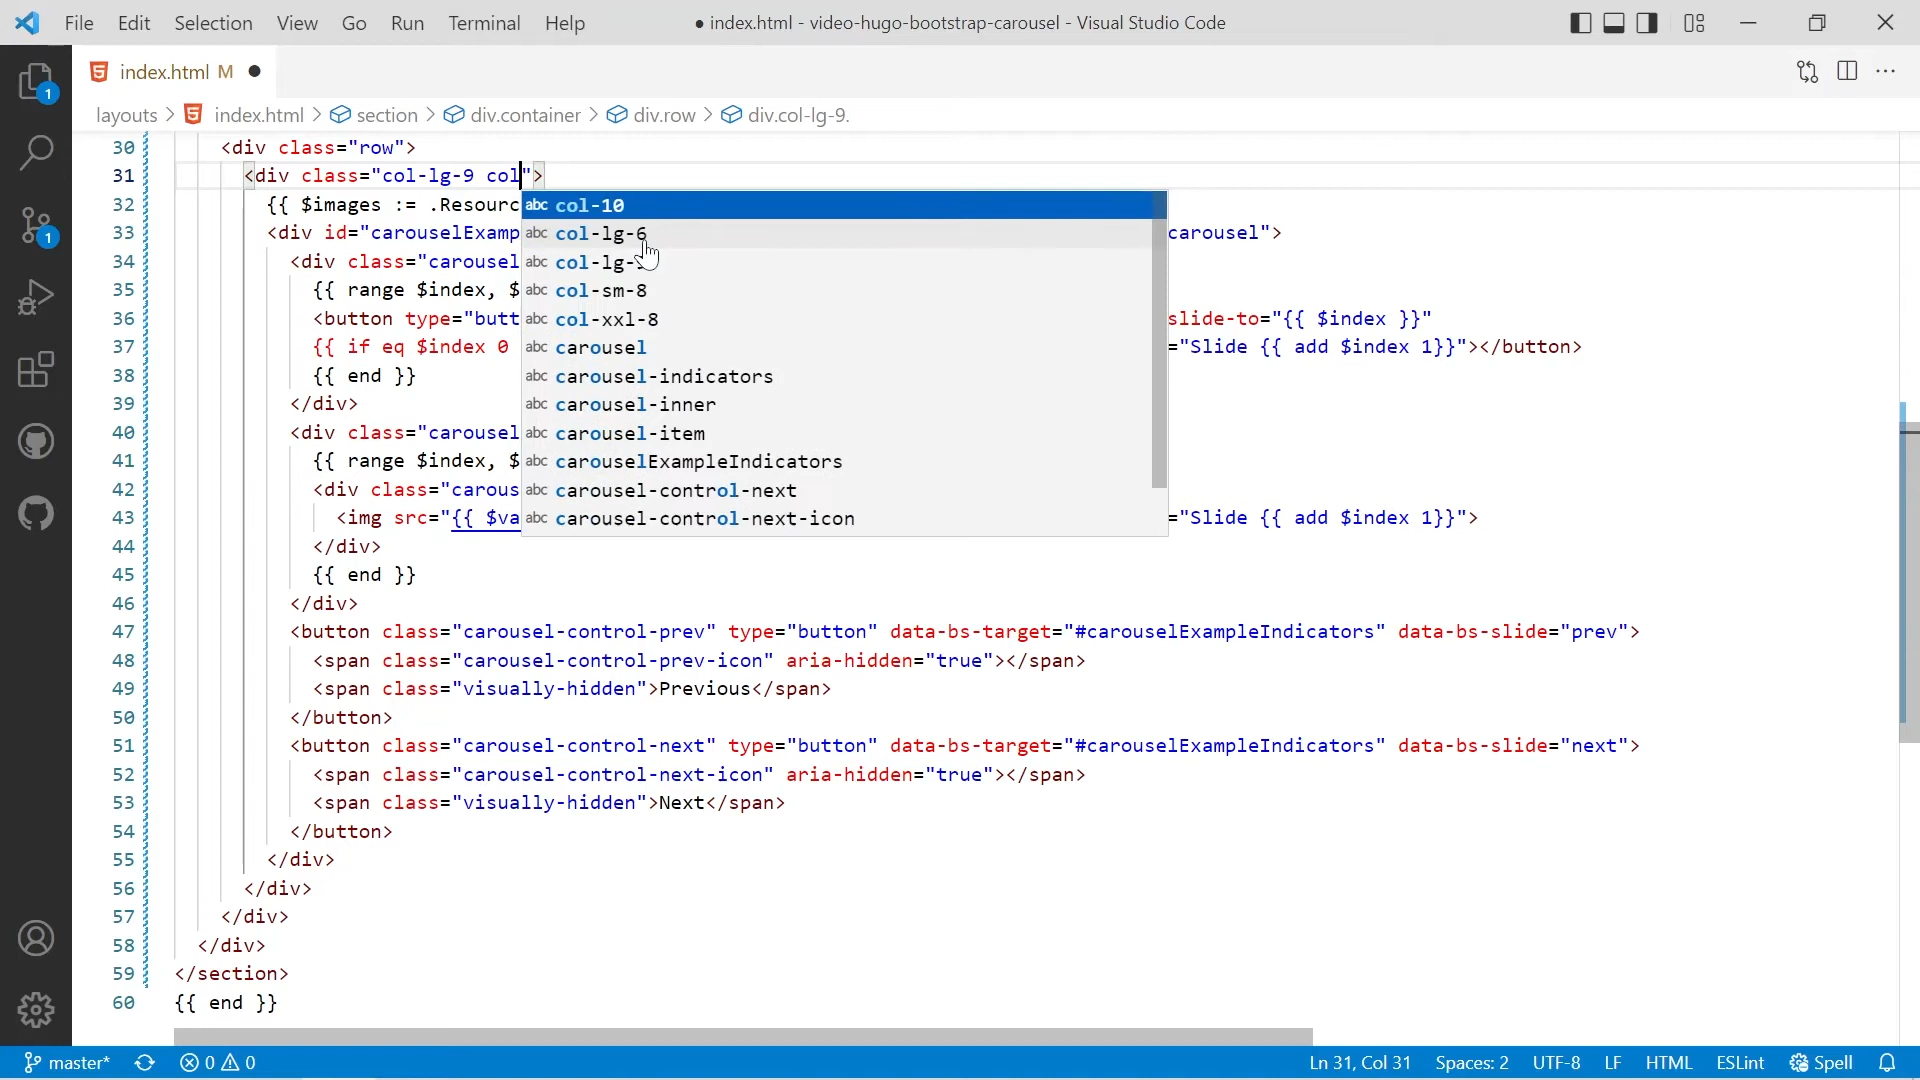 File Edit Selection View Go Run Terminal Help
● index.html - video-hugo-bootstrap-carousel - Visual Studio Code
index.html M ●
layouts > index.html > section > div.container > div.row > div.col-lg-9.
30 <div class="row">
31 <div class="col-lg-9 col">
32 {{ $images := .Resourc
33 <div id="carouselExamp carousel">
34 <div class="carousel
35 {{ range $index, $
36 <button type="butt slide-to="{{ $index }}"
37 {{ if eq $index 0 ="Slide {{ add $index 1}}"></button>
38 {{ end }}
39 </div>
40 <div class="carousel
41 {{ range $index, $
42 <div class="carous
43 <img src="{{ $va ="Slide {{ add $index 1}}">
44 </div>
45 {{ end }}
46 </div>
47 <button class="carousel-control-prev" type="button" data-bs-target="#carouselExampleIndicators" data-bs-slide="prev">
48 <span class="carousel-control-prev-icon" aria-hidden="true"></span>
49 <span class="visually-hidden">Previous</span>
50 </button>
51 <button class="carousel-control-next" type="button" data-bs-target="#carouselExampleIndicators" data-bs-slide="next">
52 <span class="carousel-control-next-icon" aria-hidden="true"></span>
53 <span class="visually-hidden">Next</span>
54 </button>
55 </div>
56 </div>
57 </div>
58 </div>
59 </section>
60 {{ end }}
abc col-10
abc col-lg-6
abc col-lg-
abc col-sm-8
abc col-xxl-8
abc carousel
abc carousel-indicators
abc carousel-inner
abc carousel-item
abc carouselExampleIndicators
abc carousel-control-next
abc carousel-control-next-icon
1
1
master* 0 0
Ln 31, Col 31 Spaces: 2 UTF-8 LF HTML ESLint Spell